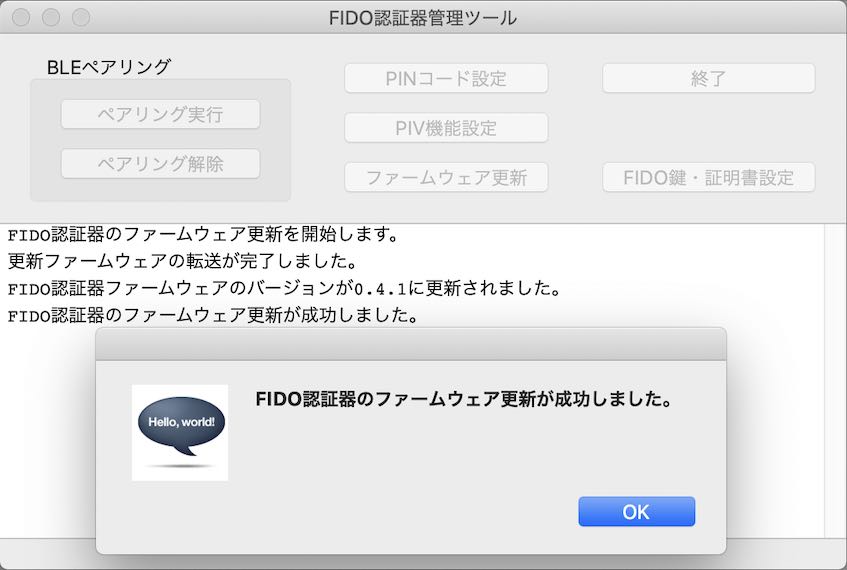 FIDO認証器管理ツール
BLEペアリング
ペアリング実行
ペアリング解除
PINコード設定
PIV機能設定
ファームウェア更新
終了
FIDO鍵・証明書設定
FIDO認証器のファームウェア更新を開始します。
更新ファームウェアの転送が完了しました。
FIDO認証器ファームウェアのバージョンが0.4.1に更新されました。
FIDO認証器のファームウェア更新が成功しました。
Hello, world!
FIDO認証器のファームウェア更新が成功しました。
OK